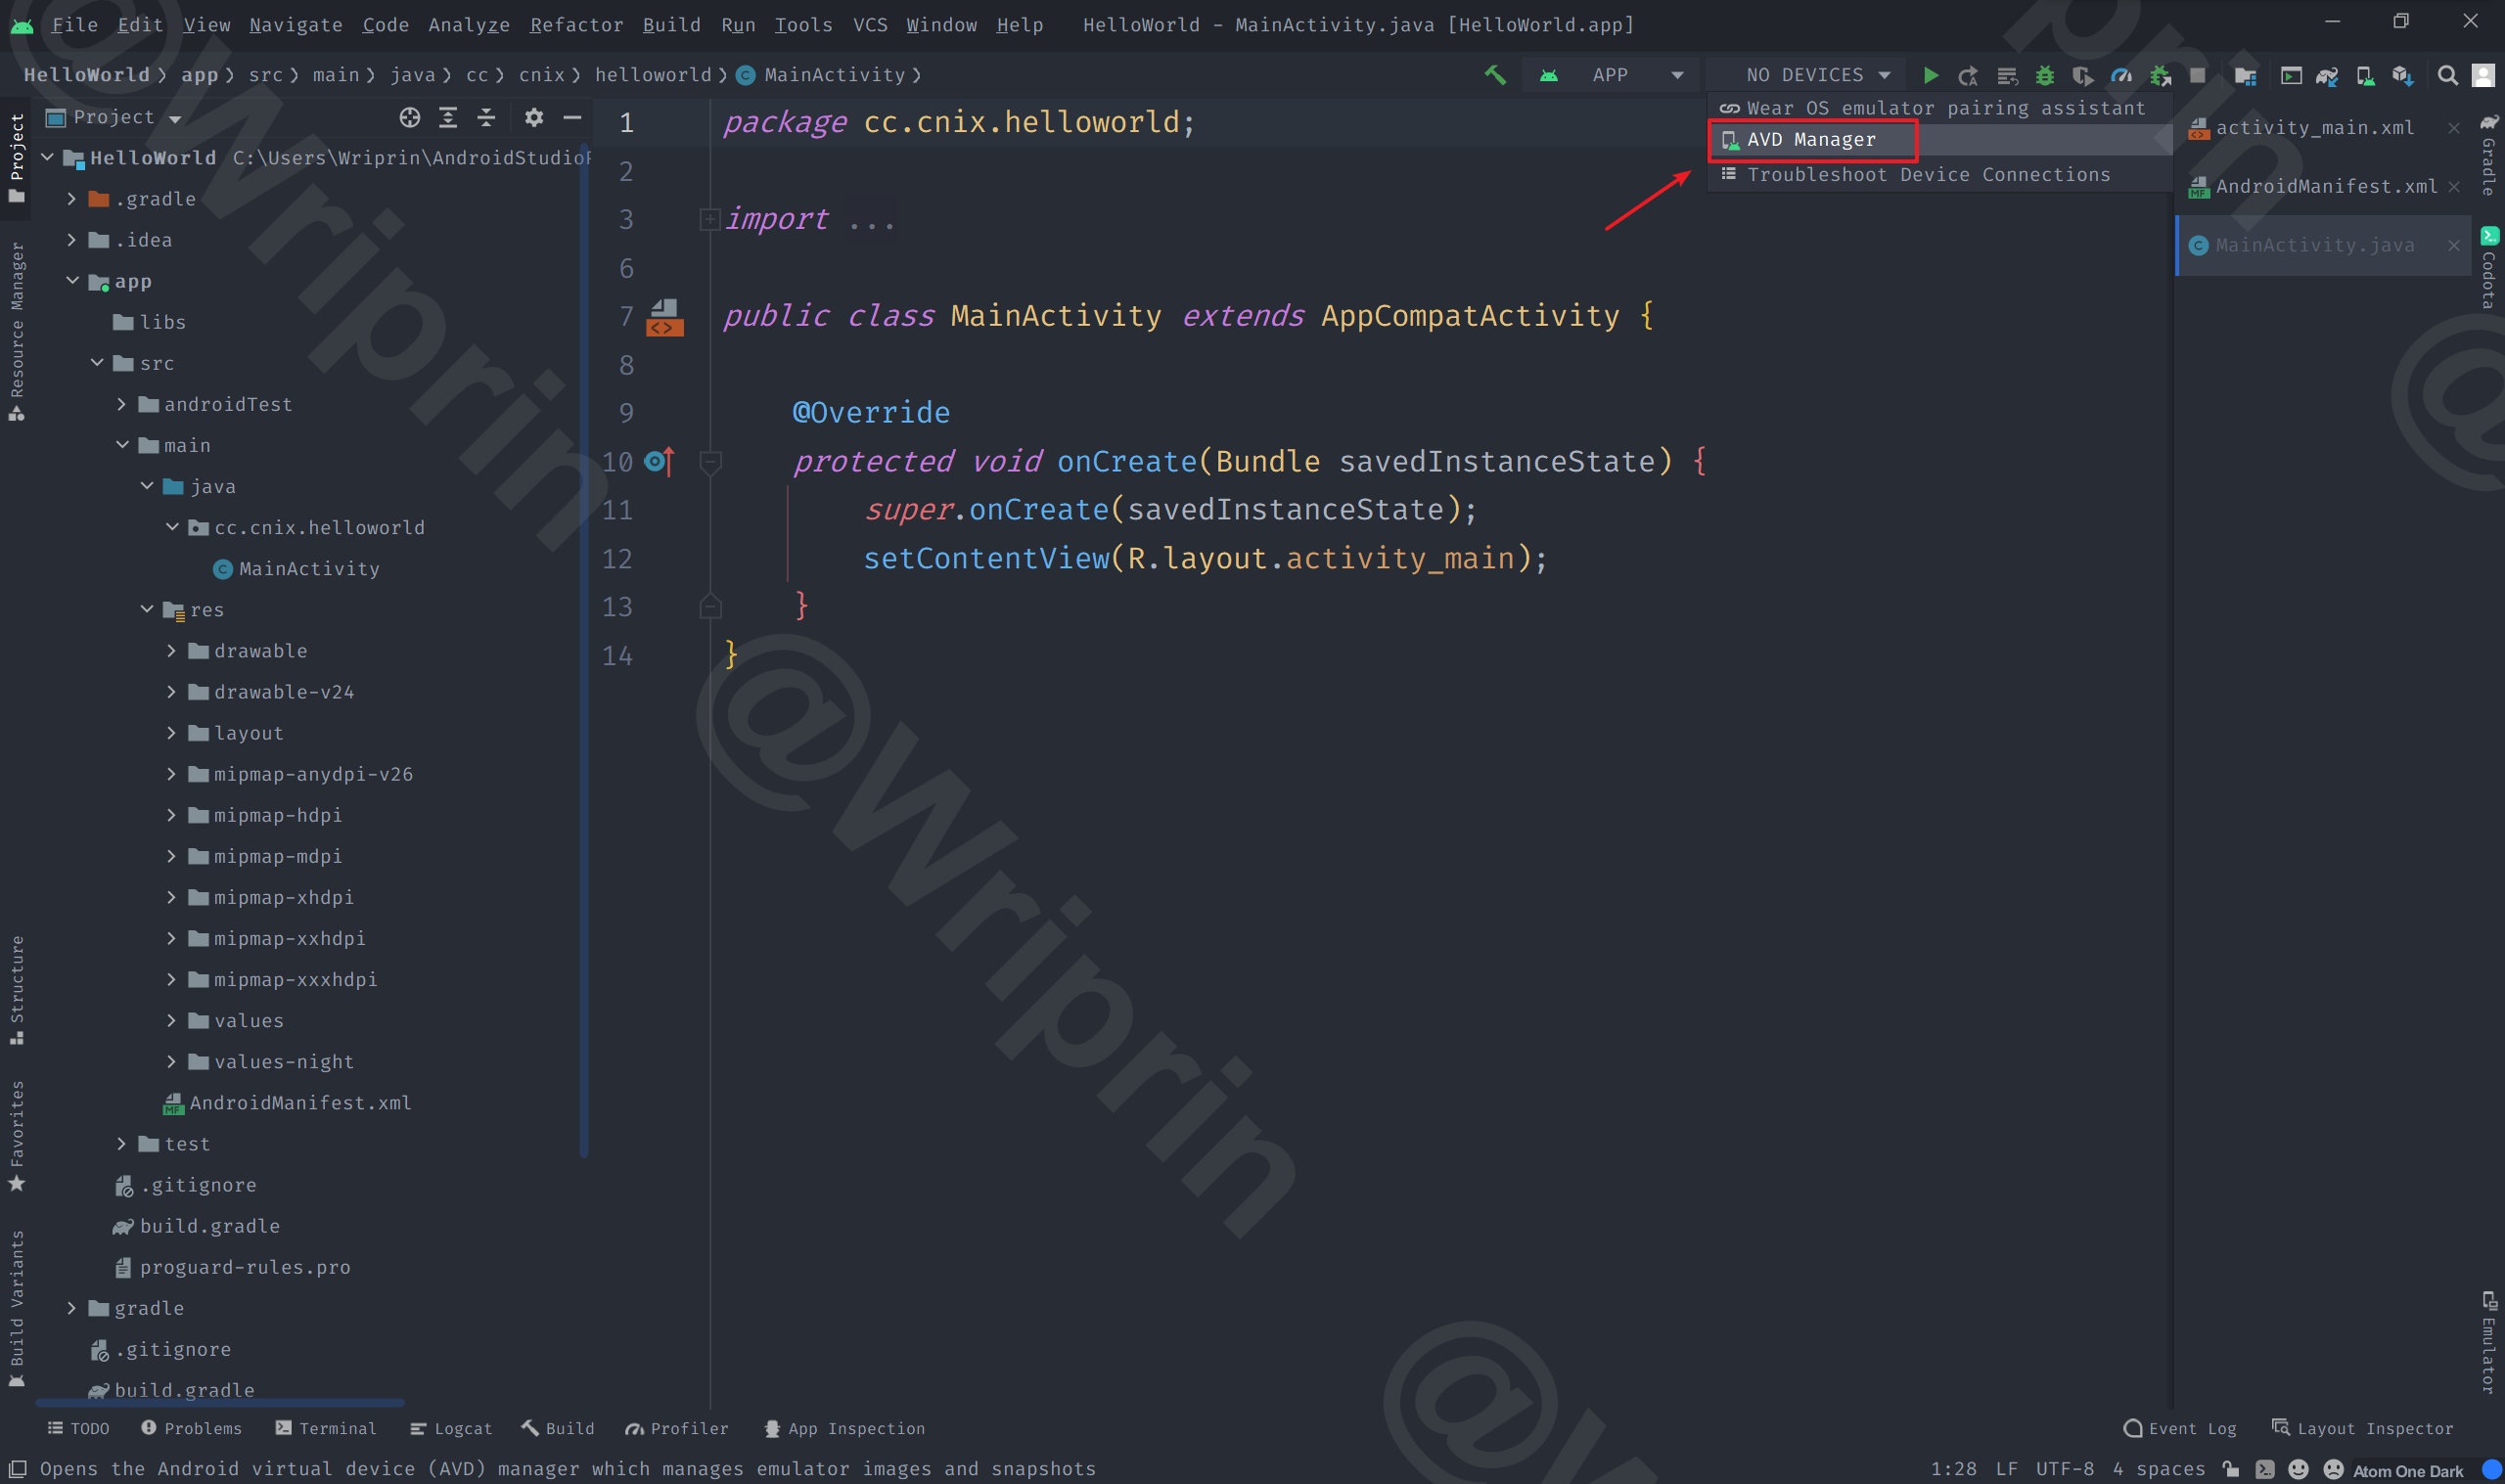 File Edit View Navigate Code Analyze Refactor Build Run Tools VCS Window Help HelloWorld - MainActivity.java [HelloWorld.app]
HelloWorld app src main java cc cnix helloworld MainActivity APP NO DEVICES
Wear OS emulator pairing assistant
AVD Manager
Troubleshoot Device Connections
Project
Resource Manager
Structure
Favorites
Build Variants
Project
HelloWorld C:\Users\Wriprin\AndroidStudio
.gradle
.idea
app
libs
src
androidTest
main
java
cc.cnix.helloworld
MainActivity
res
drawable
drawable-v24
layout
mipmap-anydpi-v26
mipmap-hdpi
mipmap-mdpi
mipmap-xhdpi
mipmap-xxhdpi
mipmap-xxxhdpi
values
values-night
AndroidManifest.xml
test
.gitignore
build.gradle
proguard-rules.pro
gradle
.gitignore
build.gradle
1 package cc.cnix.helloworld;
2
3 import ...
6
7 public class MainActivity extends AppCompatActivity {
8
9 @Override
10 protected void onCreate(Bundle savedInstanceState) {
11 super.onCreate(savedInstanceState);
12 setContentView(R.layout.activity_main);
13 }
14 }
activity_main.xml
AndroidManifest.xml
MainActivity.java
Gradle
Codota
Emulator
@Wriprin
@Wriprin
prin
@
@W
TODO Problems Terminal Logcat Build Profiler App Inspection Event Log Layout Inspector
Opens the Android virtual device (AVD) manager which manages emulator images and snapshots 1:28 LF UTF-8 4 spaces Atom One Dark